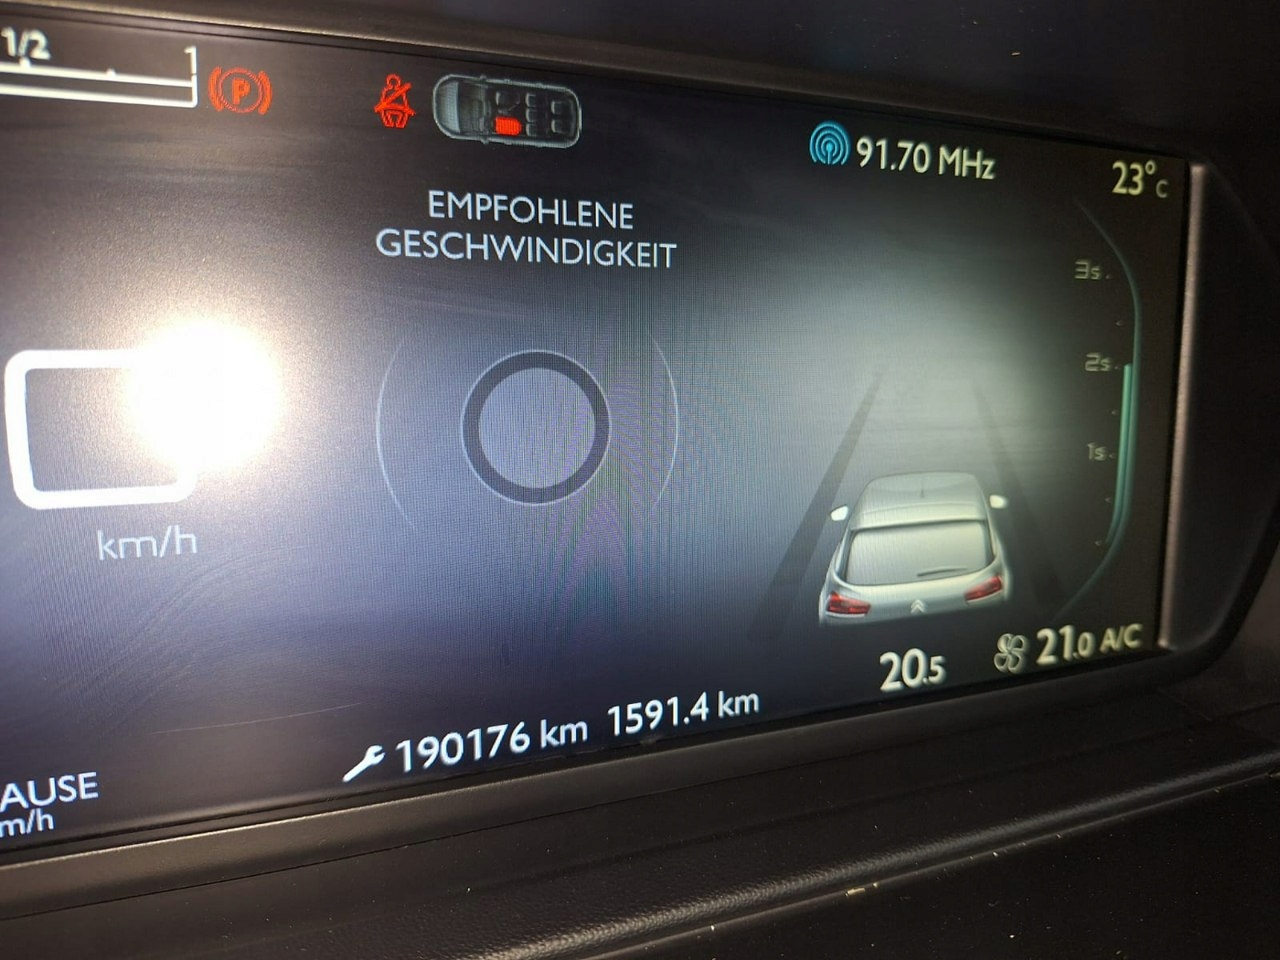 1/2
1
P
91.70 MHz
23°C
EMPFOHLENE
GESCHWINDIGKEIT
3s
2s
1s
km/h
20.5
21.0 A/C
190176 km
1591.4 km
AUSE
m/h